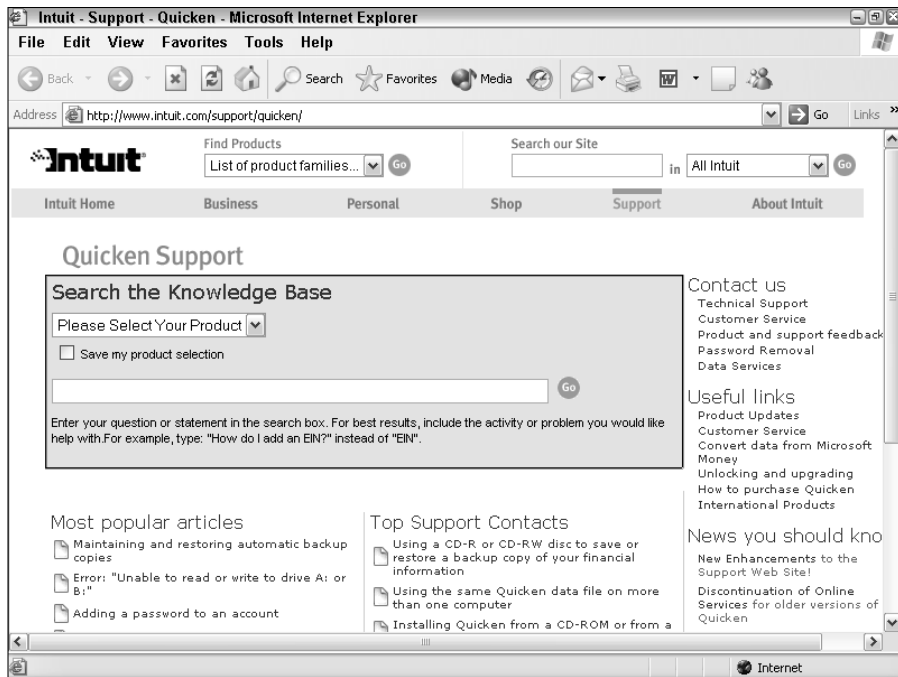 Intuit - Support - Quicken - Microsoft Internet Explorer
File Edit View Favorites Tools Help
Back Search Favorites Media
Address http://www.intuit.com/support/quicken/ Go Links »
Intuit
Find Products
List of product families... Go
Search our Site
in All Intuit Go
Intuit Home Business Personal Shop Support About Intuit
Quicken Support
Search the Knowledge Base
Please Select Your Product
Save my product selection
Go
Enter your question or statement in the search box. For best results, include the activity or problem you would like
help with.For example, type: "How do I add an EIN?" instead of "EIN".
Most popular articles
Maintaining and restoring automatic backup
copies
Error: "Unable to read or write to drive A: or
B:"
Adding a password to an account
Top Support Contacts
Using a CD-R or CD-RW disc to save or
restore a backup copy of your financial
information
Using the same Quicken data file on more
than one computer
Installing Quicken from a CD-ROM or from a
Contact us
Technical Support
Customer Service
Product and support feedback
Password Removal
Data Services
Useful links
Product Updates
Customer Service
Convert data from Microsoft
Money
Unlocking and upgrading
How to purchase Quicken
International Products
News you should kno
New Enhancements to the
Support Web Site!
Discontinuation of Online
Services for older versions of
Quicken
Internet